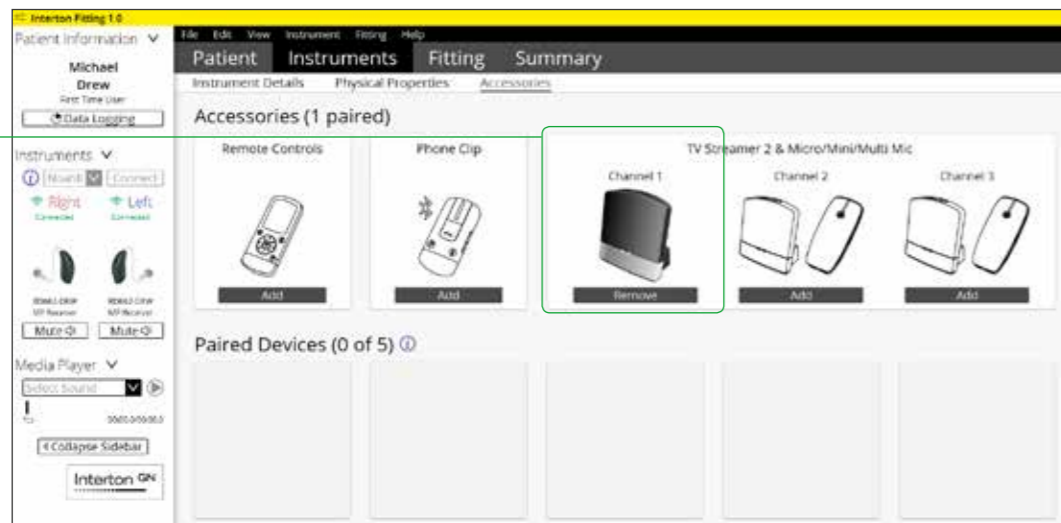 Interton Fitting 1.0
File Edit View Instrument Fitting Help
Patient Instruments Fitting Summary
Instrument Details Physical Properties Accessories
Patient Information
Michael
Drew
First Time User
Data Logging
Instruments
Connect
Right Left
Connected Connected
Mute Mute
Media Player
Select Sound
Collapse Sidebar
Interton GN
Accessories (1 paired)
Remote Controls
Add
Phone Clip
Add
TV Streamer 2 & Micro/Mini/Multi Mic
Channel 1 Channel 2 Channel 3
Remove Add Add
Paired Devices (0 of 5)